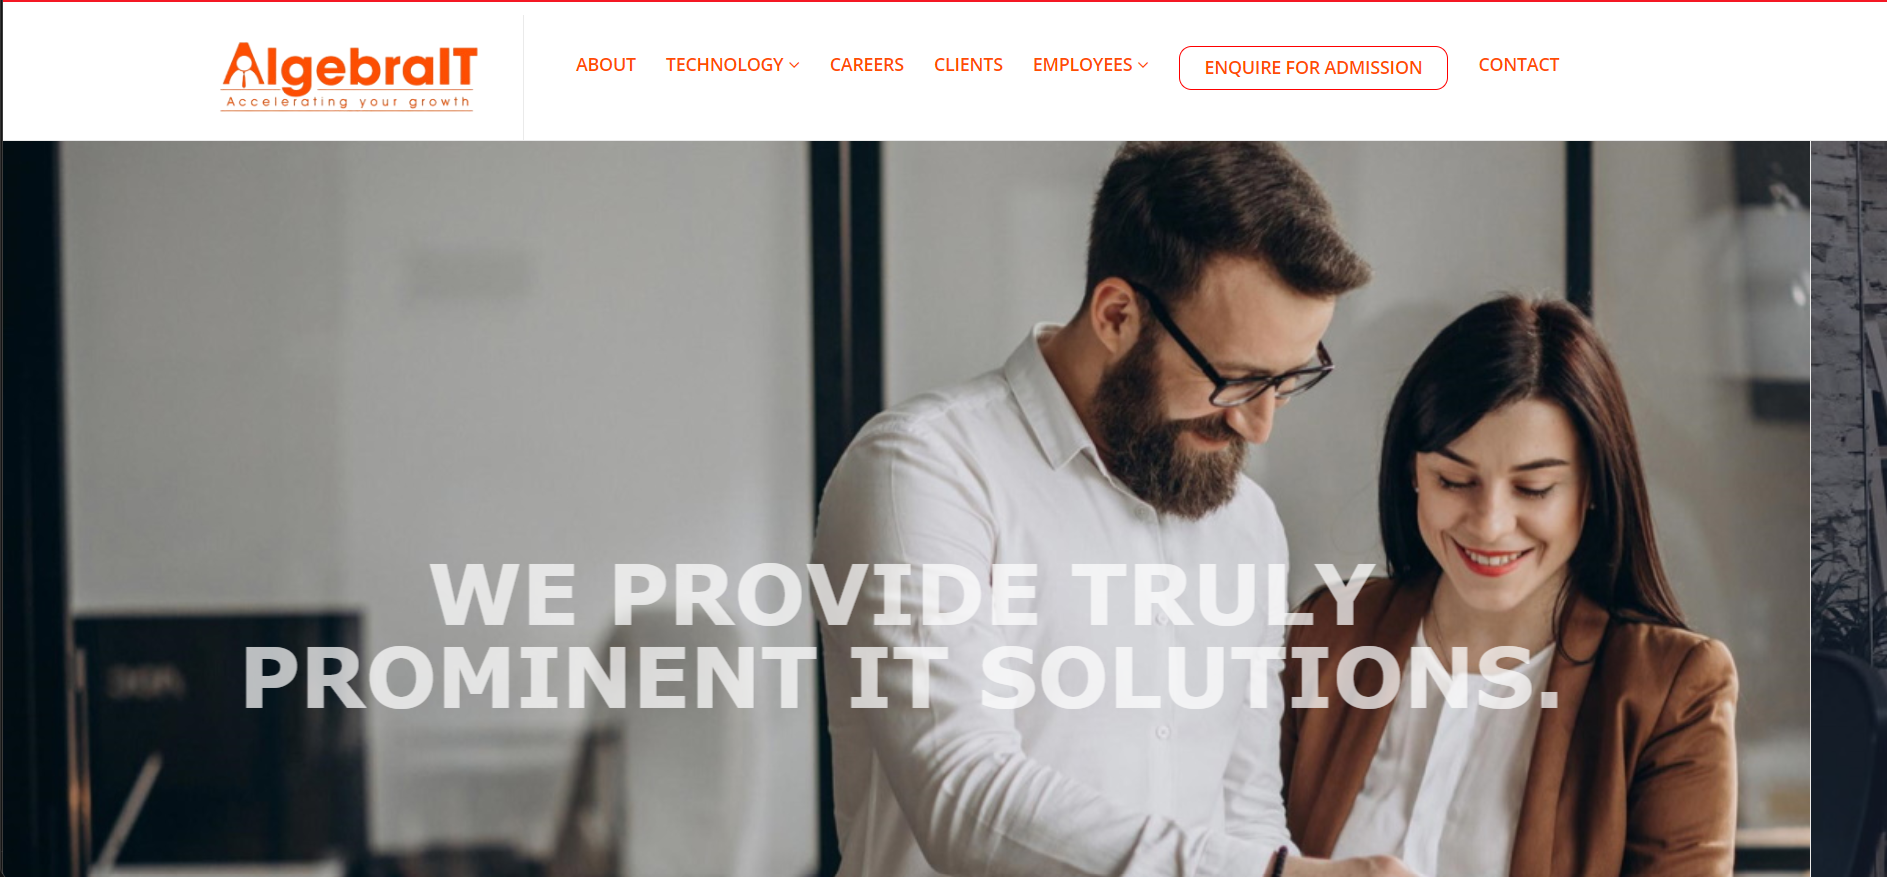 AlgebraIT
Accelerating your growth
ABOUT
TECHNOLOGY
CAREERS
CLIENTS
EMPLOYEES
ENQUIRE FOR ADMISSION
CONTACT
WE PROVIDE TRULY
PROMINENT IT SOLUTIONS.